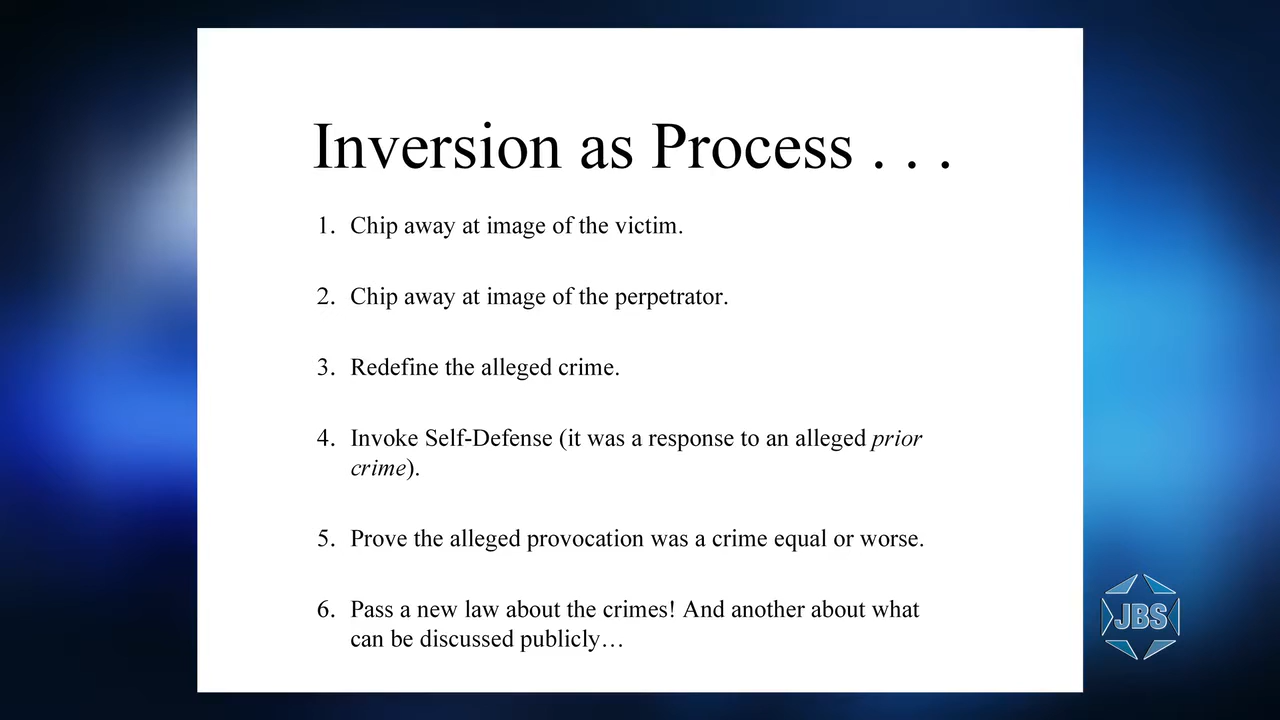 Inversion as Process . . .
1. Chip away at image of the victim.
2. Chip away at image of the perpetrator.
3. Redefine the alleged crime.
4. Invoke Self-Defense (it was a response to an alleged prior
crime).
5. Prove the alleged provocation was a crime equal or worse.
6. Pass a new law about the crimes! And another about what
can be discussed publicly…
JBS